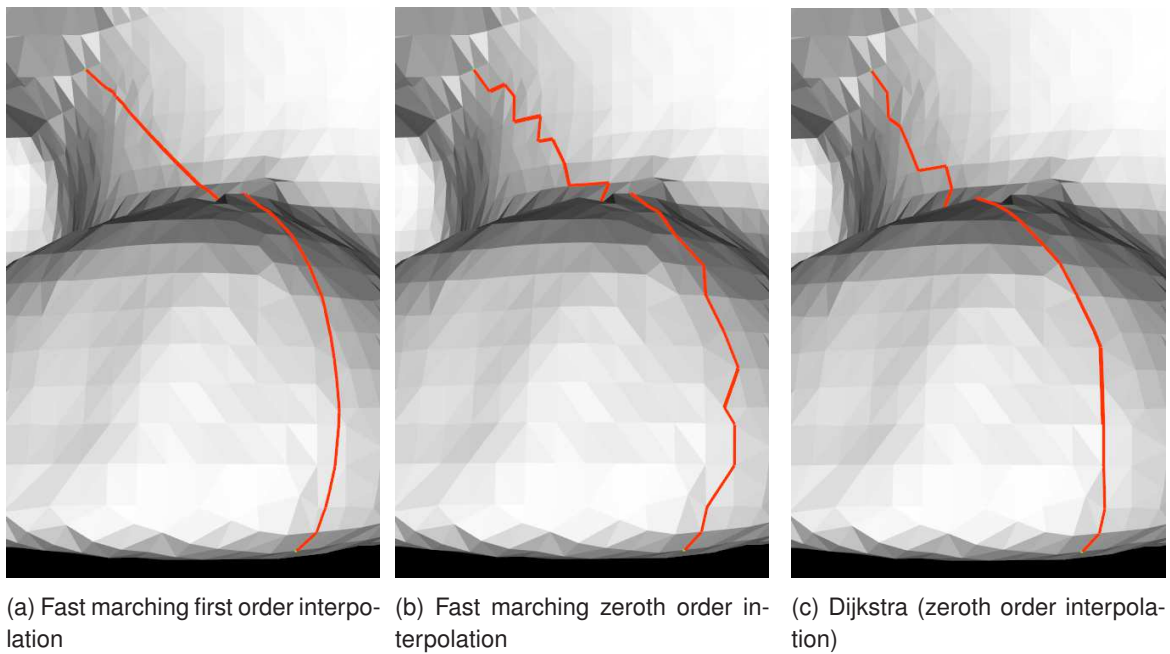 (a) Fast marching first order interpo-
lation
(b) Fast marching zeroth order in-
terpolation
(c) Dijkstra (zeroth order interpola-
tion)